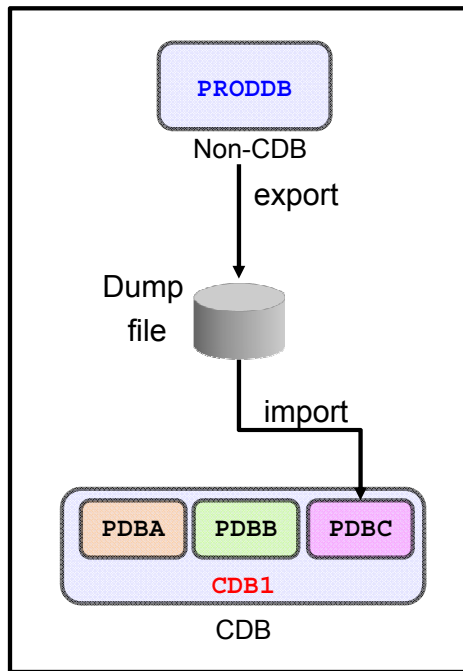 PRODDB
Non-CDB
export
Dump
file
import
PDBA PDBB PDBC
CDB1
CDB